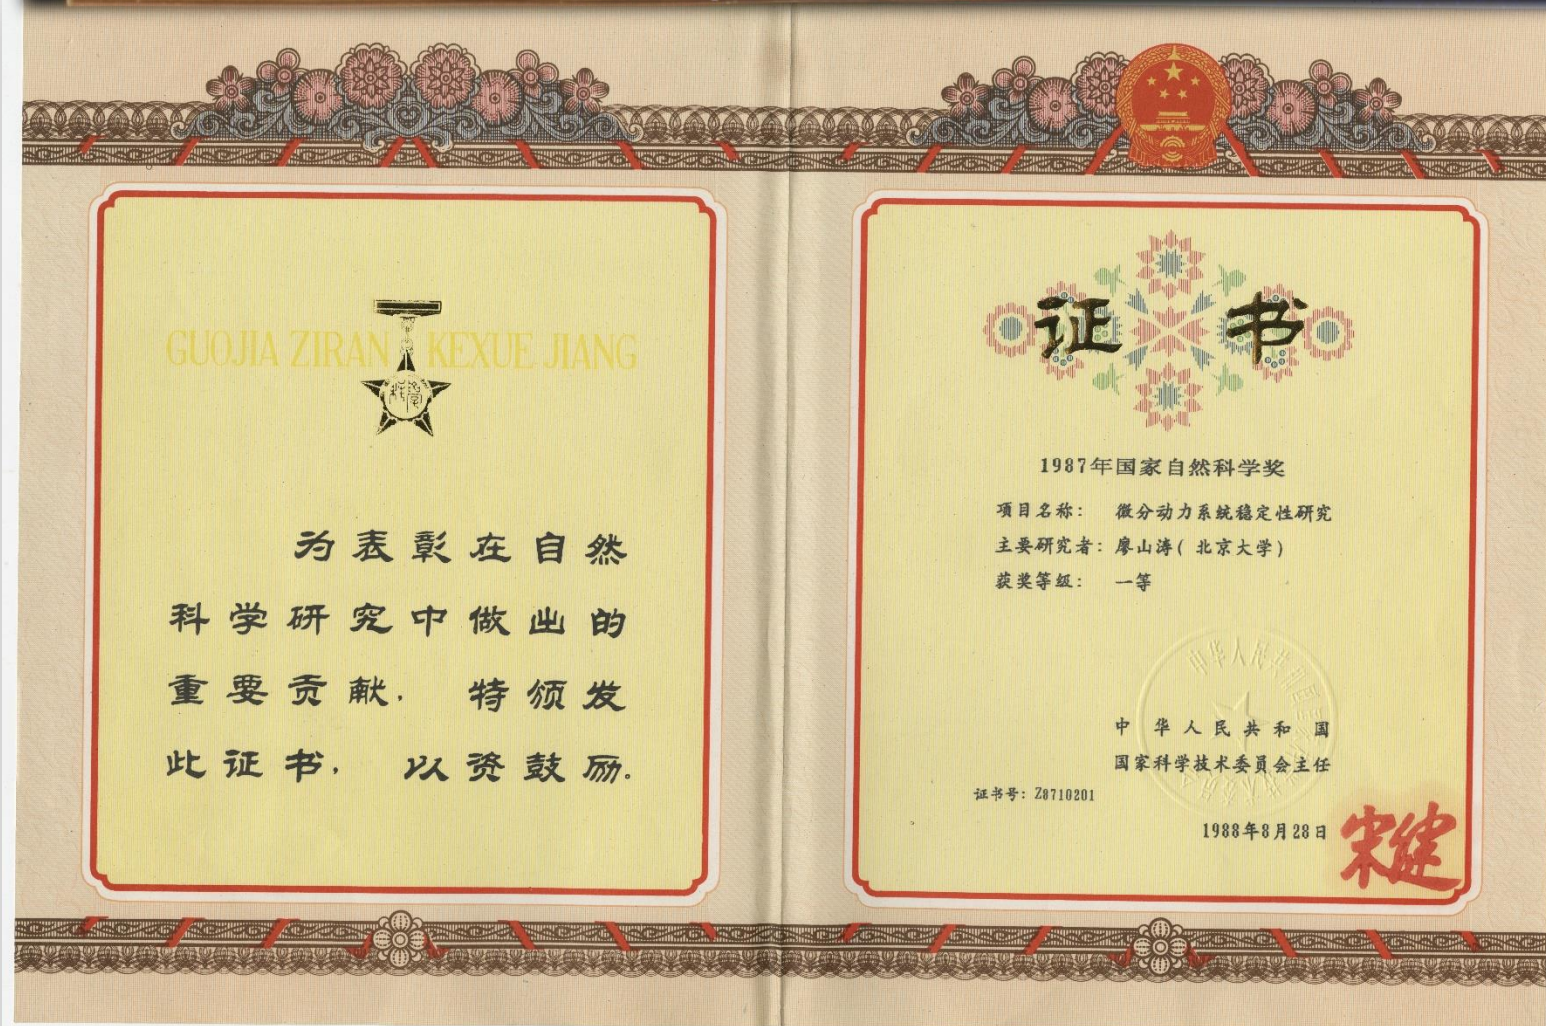 GUOJIA ZIRAN KEXUE JIANG
为表彰在自然
科学研究中做出的
重要贡献，特颁发
此证书，以资鼓励。
证书
1987年国家自然科学奖
项目名称： 微分动力系统稳定性研究
主要研究者：廖山涛（北京大学）
获奖等级： 一等
中华人民共和国
国家科学技术委员会主任
证书号：Z8710201
1988年8月28日
宋健